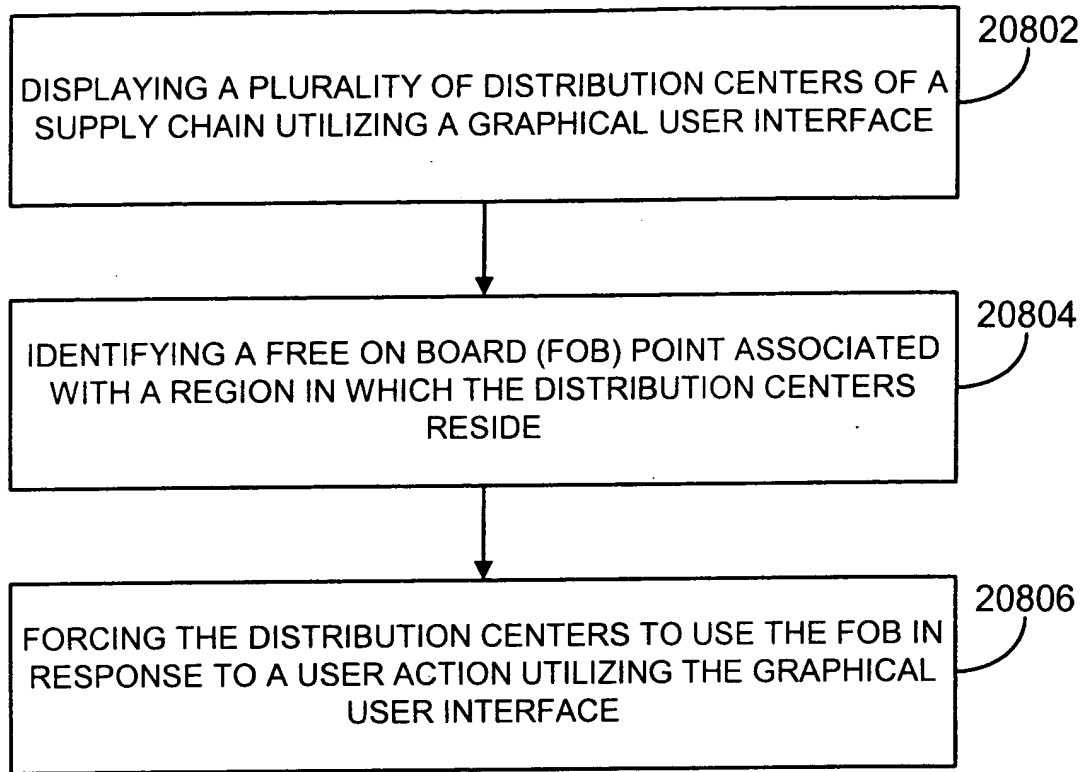 20802
DISPLAYING A PLURALITY OF DISTRIBUTION CENTERS OF A
SUPPLY CHAIN UTILIZING A GRAPHICAL USER INTERFACE
20804
IDENTIFYING A FREE ON BOARD (FOB) POINT ASSOCIATED
WITH A REGION IN WHICH THE DISTRIBUTION CENTERS
RESIDE
20806
FORCING THE DISTRIBUTION CENTERS TO USE THE FOB IN
RESPONSE TO A USER ACTION UTILIZING THE GRAPHICAL
USER INTERFACE